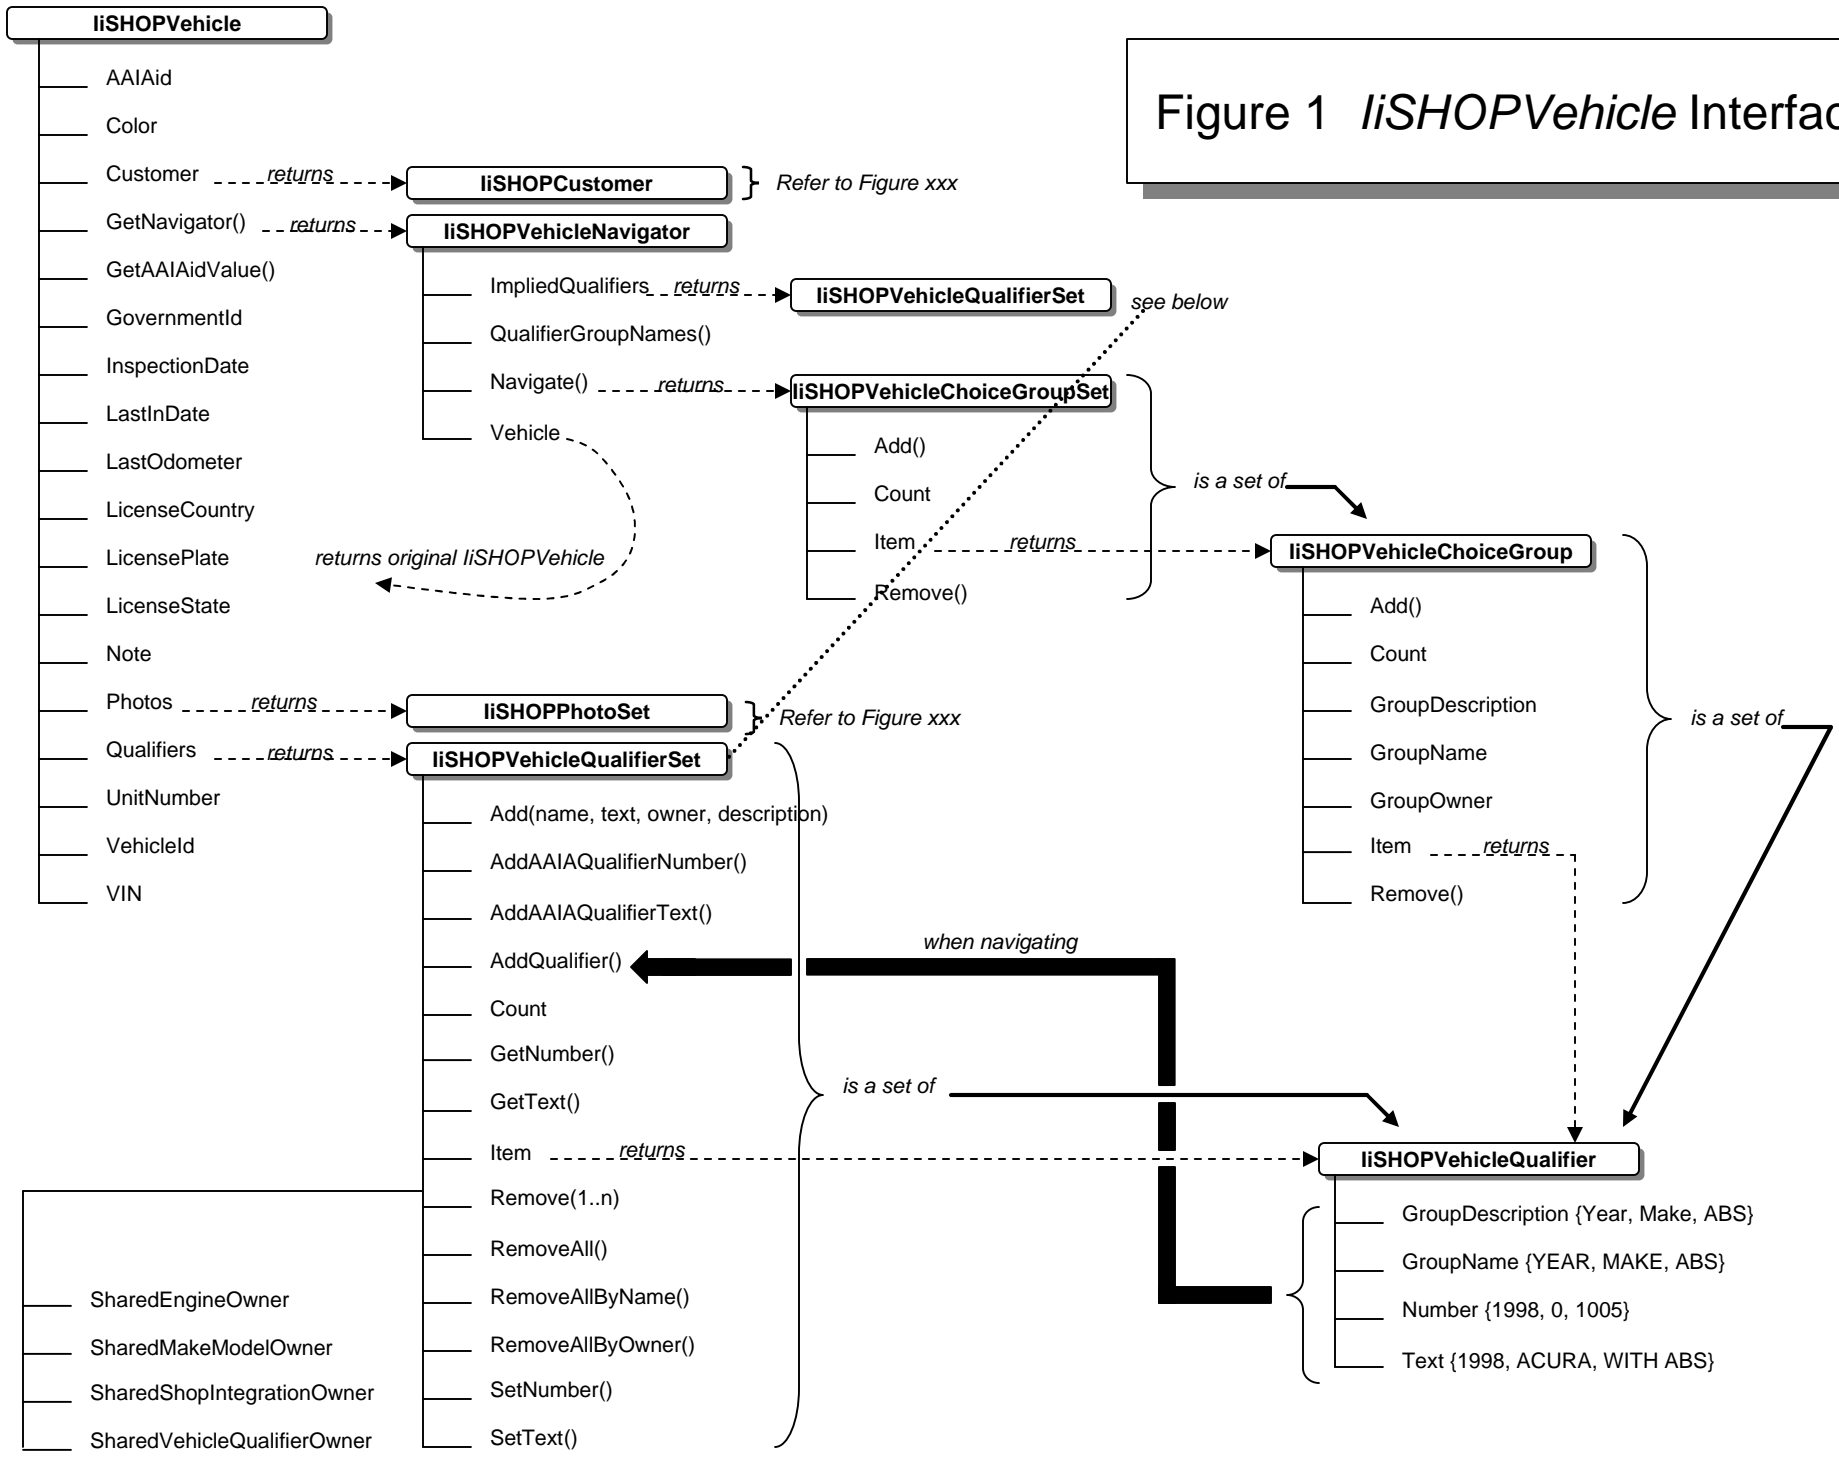 IiSHOPVehicle
Figure 1 IiSHOPVehicle Interfac
AAIAid
Color
Customer returns IiSHOPCustomer Refer to Figure xxx
GetNavigator() returns IiSHOPVehicleNavigator
GetAAIAidValue()
ImpliedQualifiers returns IiSHOPVehicleQualifierSet see below
GovernmentId
QualifierGroupNames()
InspectionDate
Navigate() returns IiSHOPVehicleChoiceGroupSet
LastInDate
Vehicle
Add()
LastOdometer
is a set of
Count
LicenseCountry
Item returns IiSHOPVehicleChoiceGroup
LicensePlate
returns original IiSHOPVehicle
Remove()
LicenseState
Add()
Note
Count
Photos returns IiSHOPPhotoSet Refer to Figure xxx
GroupDescription
is a set of
Qualifiers returns IiSHOPVehicleQualifierSet
GroupName
UnitNumber
GroupOwner
Add(name, text, owner, description)
VehicleId
Item returns
AddAAIAQualifierNumber()
VIN
Remove()
AddAAIAQualifierText()
when navigating
AddQualifier()
Count
GetNumber()
is a set of
GetText()
Item returns IiSHOPVehicleQualifier
Remove(1..n)
GroupDescription {Year, Make, ABS}
RemoveAll()
GroupName {YEAR, MAKE, ABS}
SharedEngineOwner
RemoveAllByName()
Number {1998, 0, 1005}
SharedMakeModelOwner
RemoveAllByOwner()
Text {1998, ACURA, WITH ABS}
SharedShopIntegrationOwner
SetNumber()
SharedVehicleQualifierOwner
SetText()